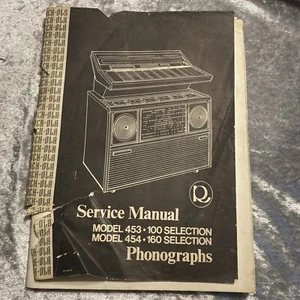 Service Manual
MODEL 453 • 100 SELECTION
MODEL 454 • 160 SELECTION
Phonographs